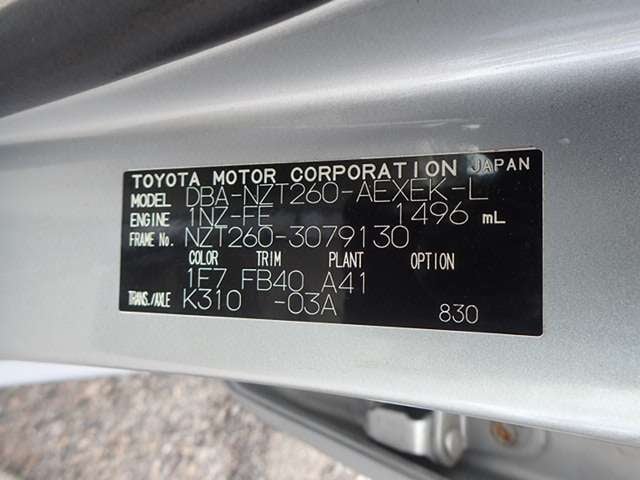 TOYOTA MOTOR CORPORATION JAPAN
MODEL DBA-NZT260-AEXEK-L
ENGINE 1NZ-FE 1496 mL
FRAME No. NZT260-3079130
COLOR TRIM PLANT OPTION
1F7 FB40 A41
TRANS./AXLE K310 -03A
830